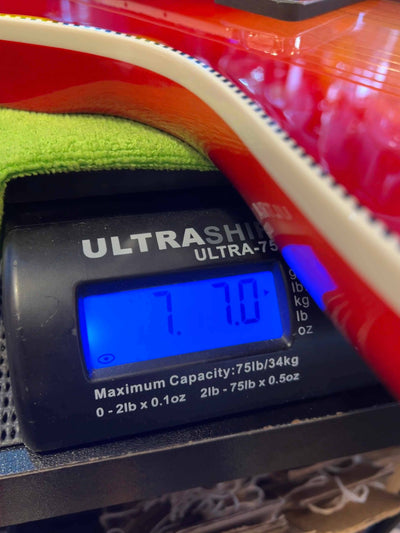 ULTRASHI
ULTRA-75
7. 7.0
g
lb
kg
lb
oz
Maximum Capacity:75lb/34kg
0 - 2lb x 0.1oz 2lb - 75lb x 0.5oz